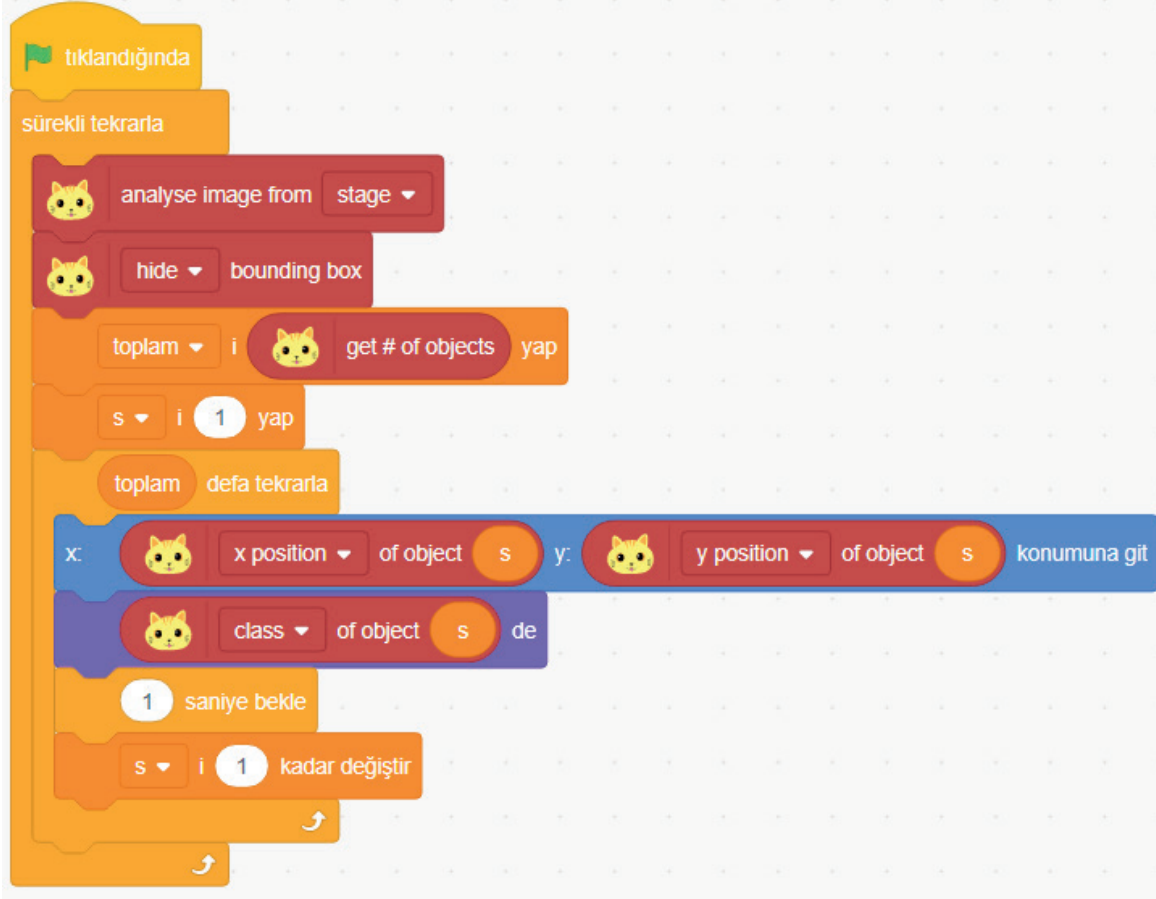 tıklandığında
sürekli tekrarla
analyse image from stage
hide bounding box
toplam i get # of objects yap
s i 1 yap
toplam defa tekrarla
x: x position of object s y: y position of object s konumuna git
class of object s de
1 saniye bekle
s i 1 kadar değiştir